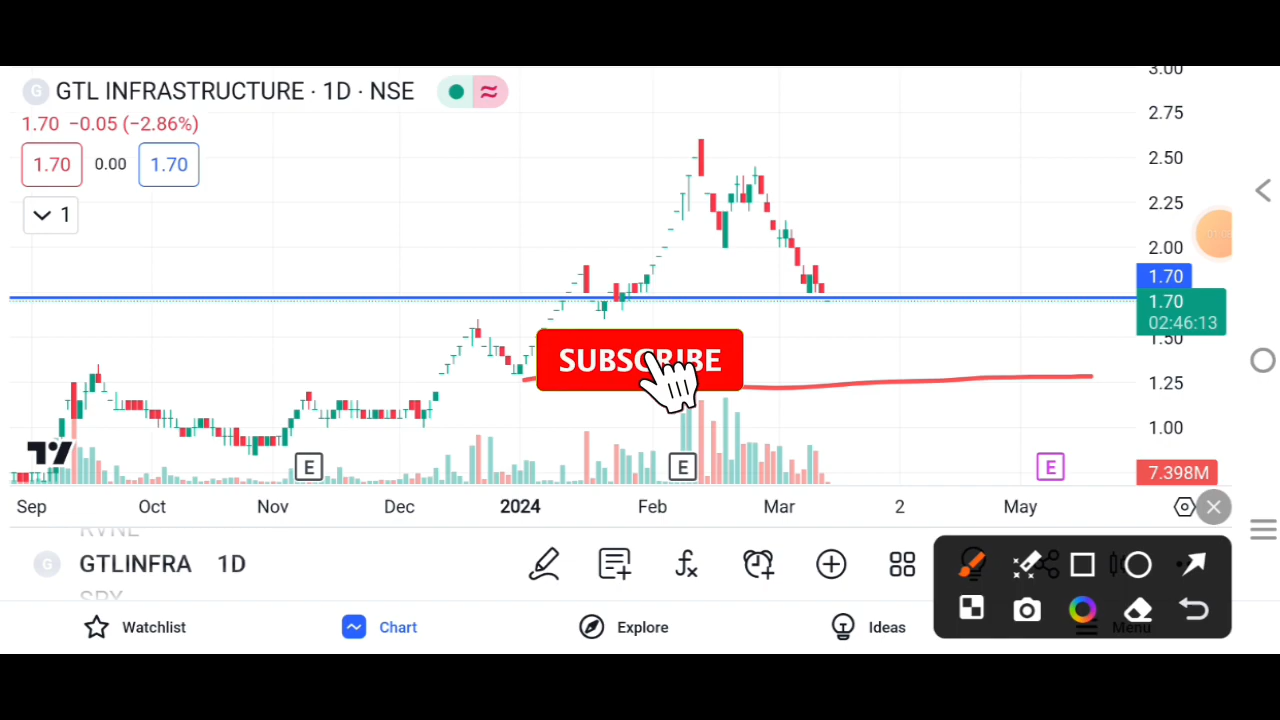 GTL INFRASTRUCTURE · 1D · NSE
1.70 −0.05 (−2.86%)
1.70 0.00 1.70
1
3.00
2.75
2.50
2.25
2.00
1.70
1.70
02:46:13
1.50
1.25
1.00
7.398M
SUBSCRIBE
E E E
Sep Oct Nov Dec 2024 Feb Mar 2 May
RVNL
GTLINFRA 1D
SPX
Watchlist Chart Explore Ideas Menu